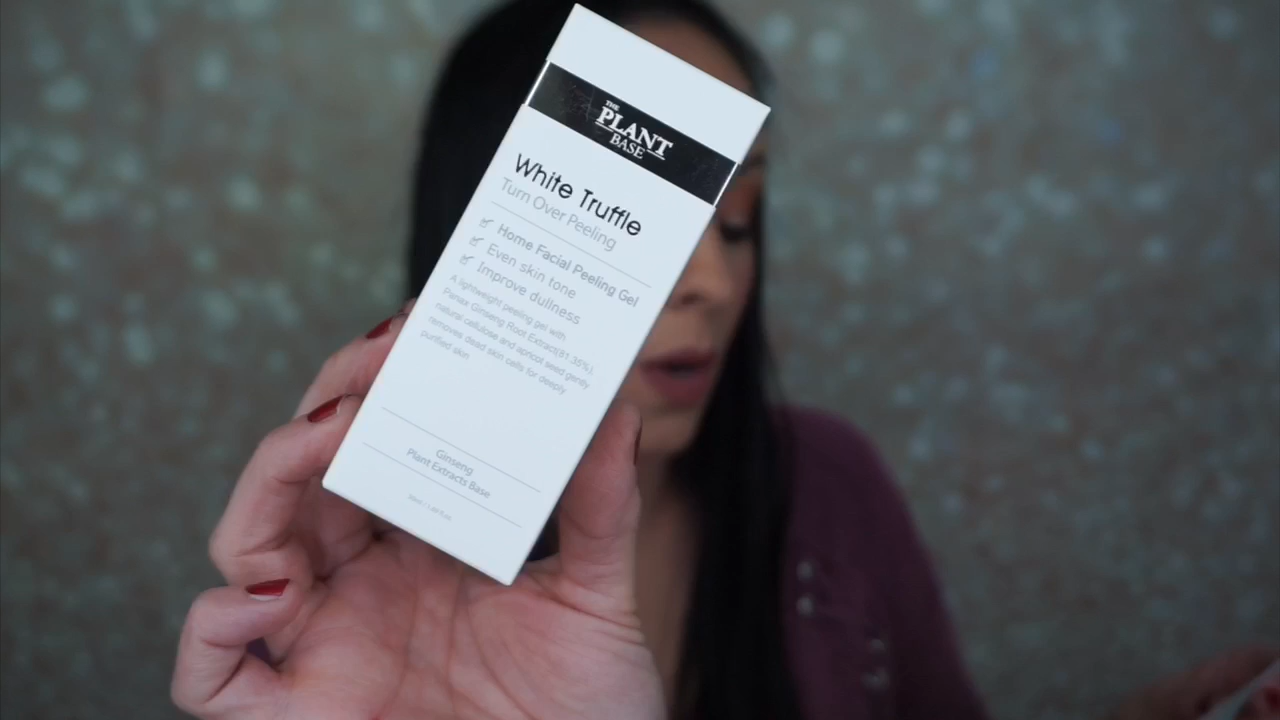 THE
PLANT
BASE
White Truffle
Turn Over Peeling
Home Facial Peeling Gel
Even skin tone
Improve dullness
A lightweight peeling gel with
Panax Ginseng Root Extract(81.35%),
natural cellulose and apricot seed gently
removes dead skin cells for deeply
purified skin
Ginseng
Plant Extracts Base